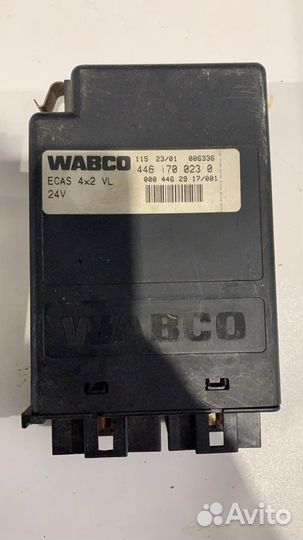 WABCO 115 23/01 006336
446 170 023 0
ECAS 4x2 VL 000 446 29 17/001
24V
WABCO
Avito